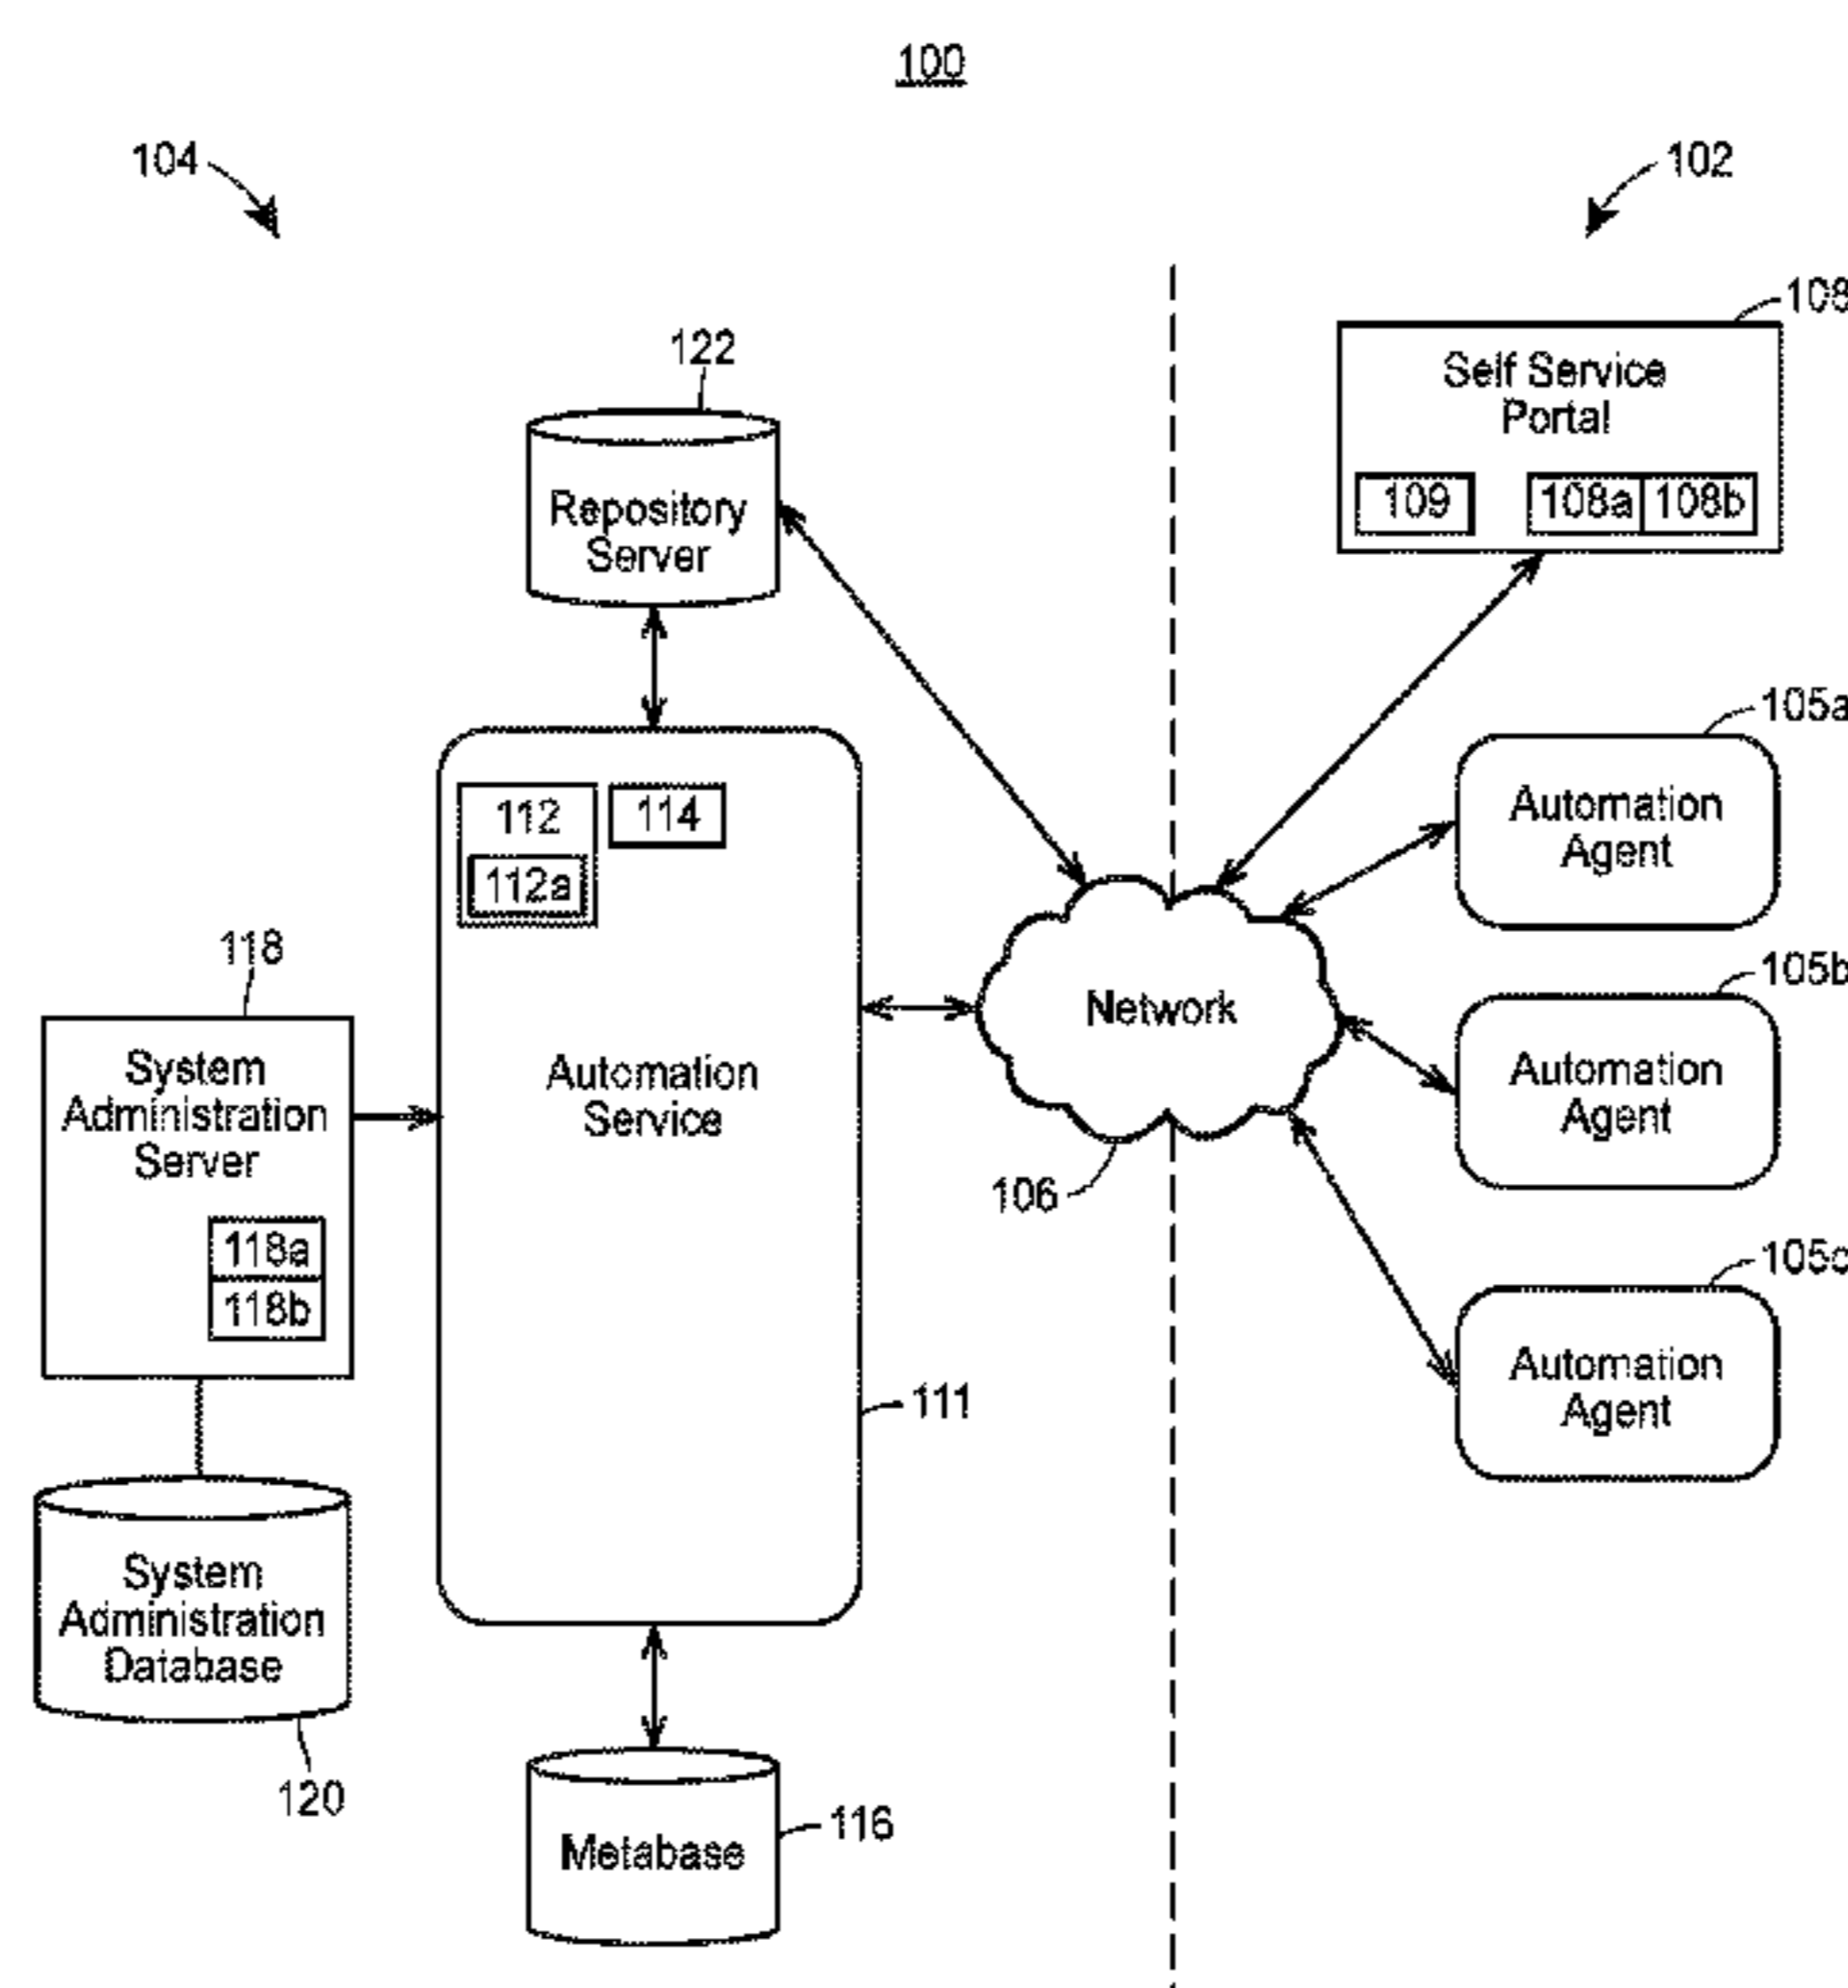 100
104
102
108
122
Self Service
Portal
109
108a
108b
Repository
Server
105a
112
114
Automation
Agent
112a
118
105b
Network
System
Administration
Server
Automation
Service
Automation
Agent
106
118a
118b
105c
Automation
Agent
111
System
Administration
Database
120
116
Metabase